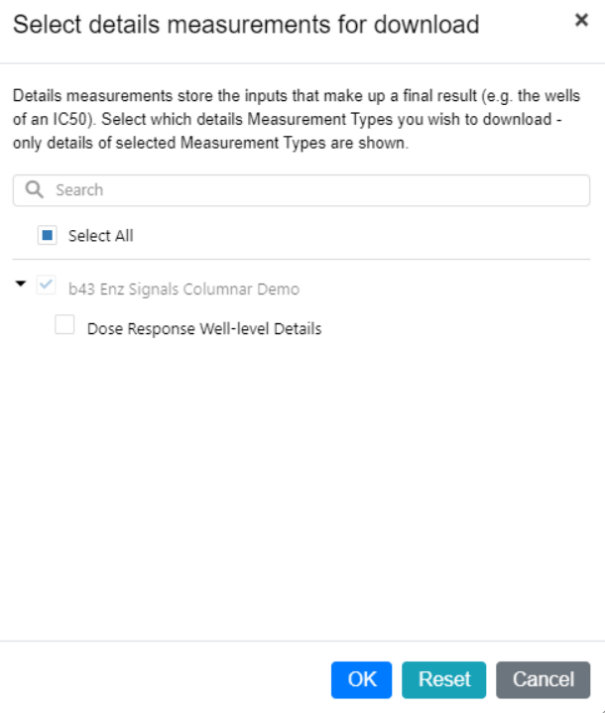 Select details measurements for download
Details measurements store the inputs that make up a final result (e.g. the wells
of an IC50). Select which details Measurement Types you wish to download -
only details of selected Measurement Types are shown.
Search
Select All
b43 Enz Signals Columnar Demo
Dose Response Well-level Details
OK Reset Cancel